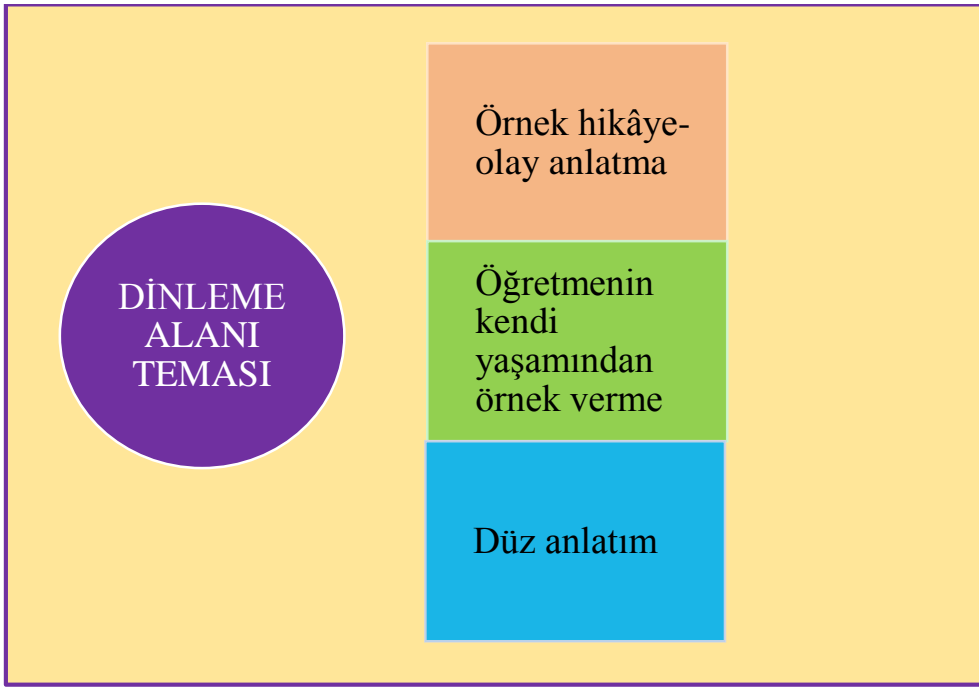 DİNLEME
ALANI
TEMASI
Örnek hikâye-
olay anlatma
Öğretmenin
kendi
yaşamından
örnek verme
Düz anlatım